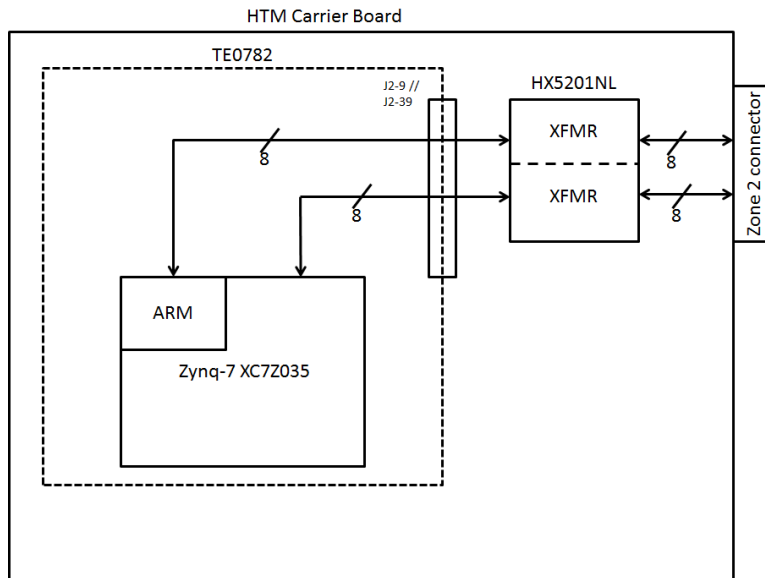 HTM Carrier Board
TE0782
J2-9 //
J2-39
HX5201NL
XFMR
8
8
XFMR
8
8
Zone 2 connector
ARM
Zynq-7 XC7Z035